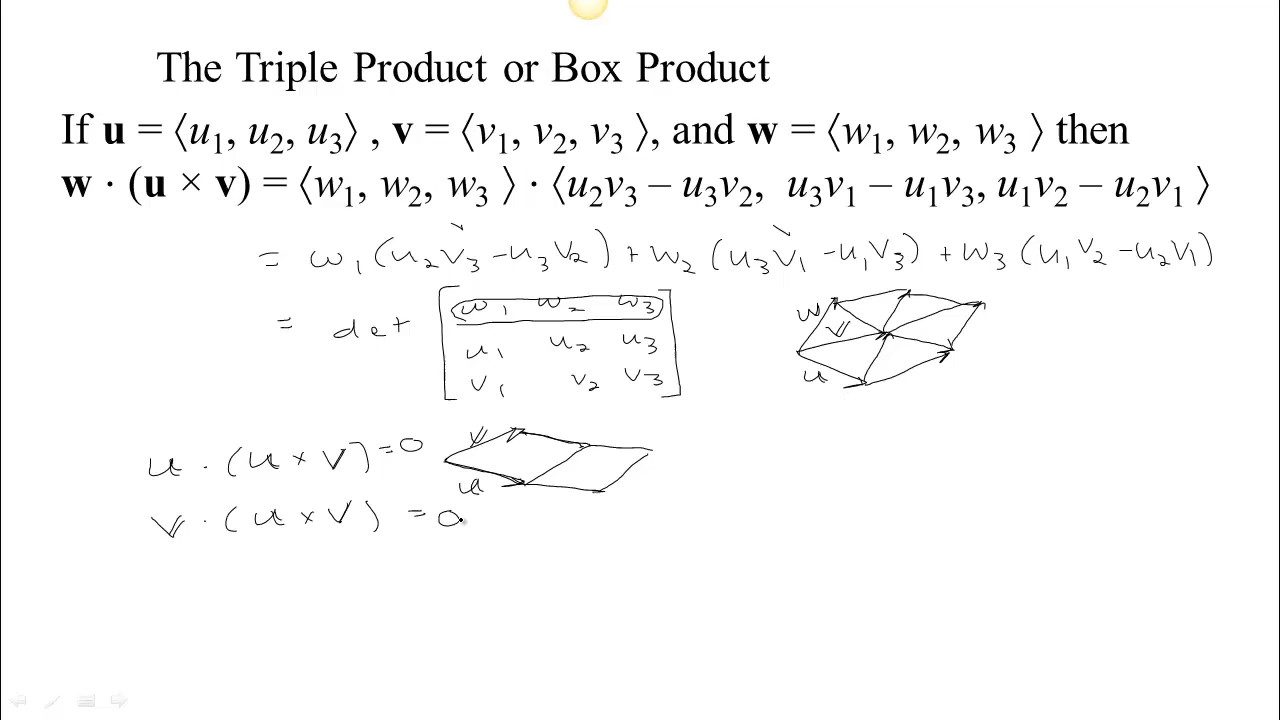 The Triple Product or Box Product
If u = ⟨u₁, u₂, u₃⟩ , v = ⟨v₁, v₂, v₃ ⟩, and w = ⟨w₁, w₂, w₃ ⟩ then
w · (u × v) = ⟨w₁, w₂, w₃ ⟩ · ⟨u₂v₃ – u₃v₂, u₃v₁ – u₁v₃, u₁v₂ – u₂v₁ ⟩
= w₁ (u₂v₃ - u₃v₂) + w₂ (u₃v₁ - u₁v₃) + w₃ (u₁v₂ - u₂v₁)
= det [ w₁ w₂ w₃
u₁ u₂ u₃
v₁ v₂ v₃ ]
w
v
u
u · (u × v) = 0
v
u
v · (u × v) = 0